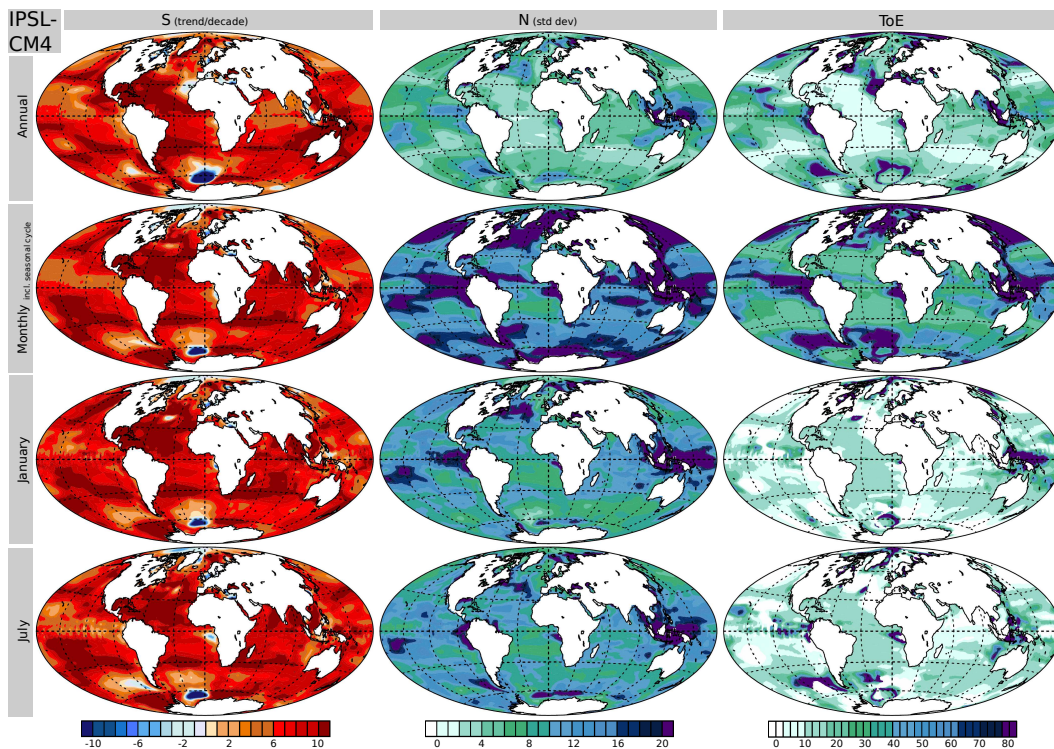 IPSL-
CM4
S (trend/decade)
N (std dev)
ToE
Annual
Monthly incl. seasonal cycle
January
July
-10 -6 -2 2 6 10
0 4 8 12 16 20
0 10 20 30 40 50 60 70 80